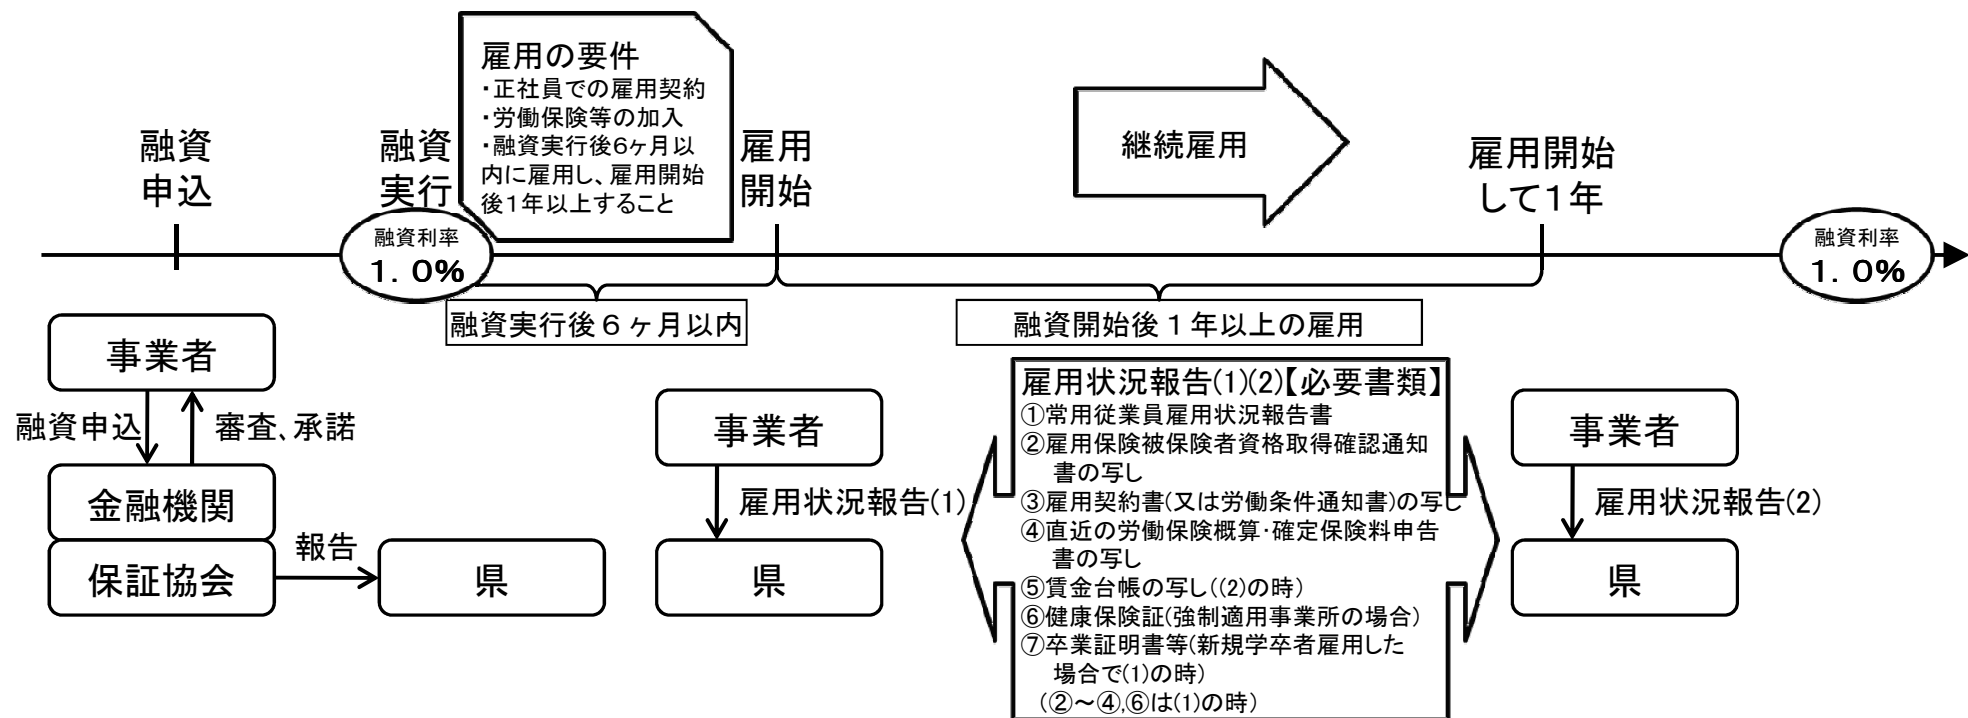 雇用の要件
・正社員での雇用契約
・労働保険等の加入
・融資実行後6ヶ月以
内に雇用し、雇用開始
後1年以上すること
融資
申込
融資
実行
雇用
開始
継続雇用
雇用開始
して1年
融資利率
1.0%
融資利率
1.0%
融資実行後6ヶ月以内
融資開始後1年以上の雇用
事業者
融資申込
審査、承諾
金融機関
保証協会
報告
県
事業者
雇用状況報告(1)
県
雇用状況報告(1)(2)【必要書類】
①常用従業員雇用状況報告書
②雇用保険被保険者資格取得確認通知
書の写し
③雇用契約書(又は労働条件通知書)の写し
④直近の労働保険概算・確定保険料申告
書の写し
⑤賃金台帳の写し((2)の時)
⑥健康保険証(強制適用事業所の場合)
⑦卒業証明書等(新規学卒者雇用した
場合で(1)の時)
(②～④,⑥は(1)の時)
事業者
雇用状況報告(2)
県